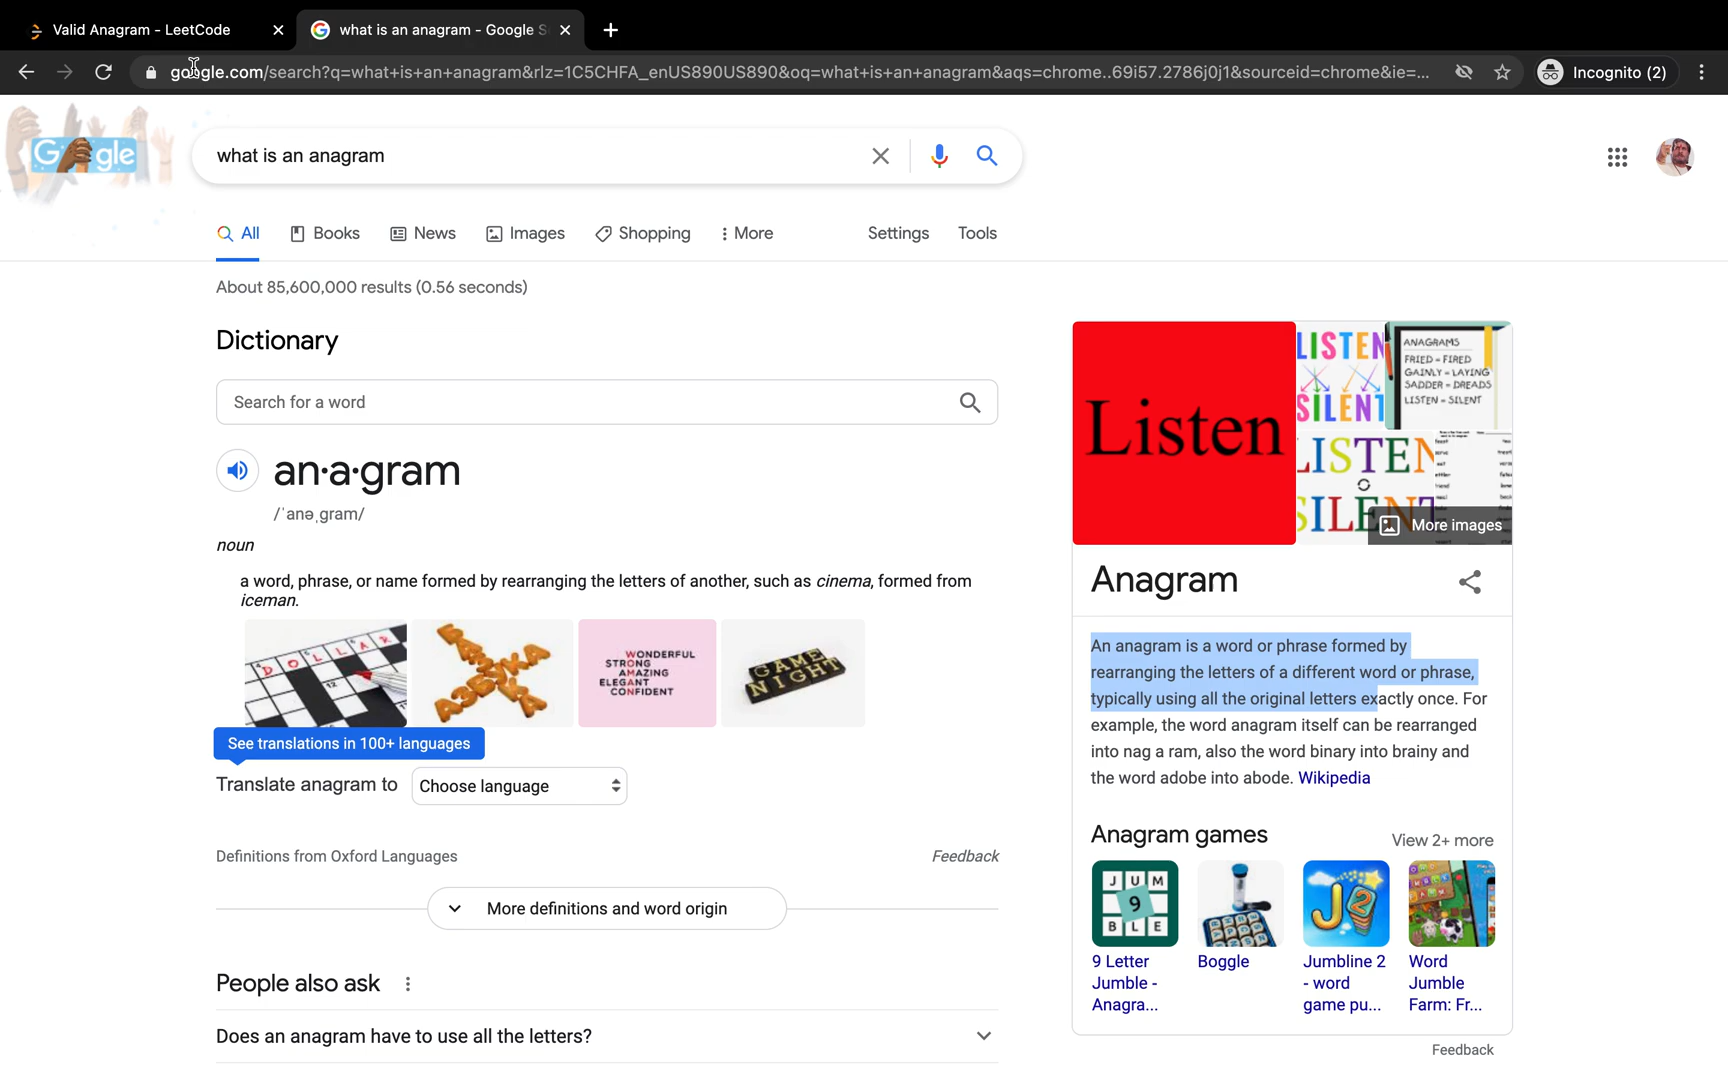 Valid Anagram - LeetCode
what is an anagram - Google S
google.com/search?q=what+is+an+anagram&rlz=1C5CHFA_enUS890US890&oq=what+is+an+anagram&aqs=chrome..69i57.2786j0j1&sourceid=chrome&ie=...
Incognito (2)
G gle
what is an anagram
All Books News Images Shopping More Settings Tools
About 85,600,000 results (0.56 seconds)
Dictionary
Search for a word
an·a·gram
/ˈanəˌɡram/
noun
a word, phrase, or name formed by rearranging the letters of another, such as cinema, formed from
iceman.
DOLLAR
WONDERFUL
STRONG
AMAZING
ELEGANT
CONFIDENT
GAME
NIGHT
See translations in 100+ languages
Translate anagram to Choose language
Definitions from Oxford Languages
Feedback
More definitions and word origin
People also ask
Does an anagram have to use all the letters?
Listen
LISTEN
SILENT
ANAGRAMS
FRIED = FIRED
GAINLY = LAYING
SADDER = DREADS
LISTEN = SILENT
LISTEN
SILENT
More images
Anagram
An anagram is a word or phrase formed by
rearranging the letters of a different word or phrase,
typically using all the original letters exactly once. For
example, the word anagram itself can be rearranged
into nag a ram, also the word binary into brainy and
the word adobe into abode. Wikipedia
Anagram games
View 2+ more
JUM
9
BLE
J2
9 Letter
Jumble -
Anagra...
Boggle
Jumbline 2
- word
game pu...
Word
Jumble
Farm: Fr...
Feedback